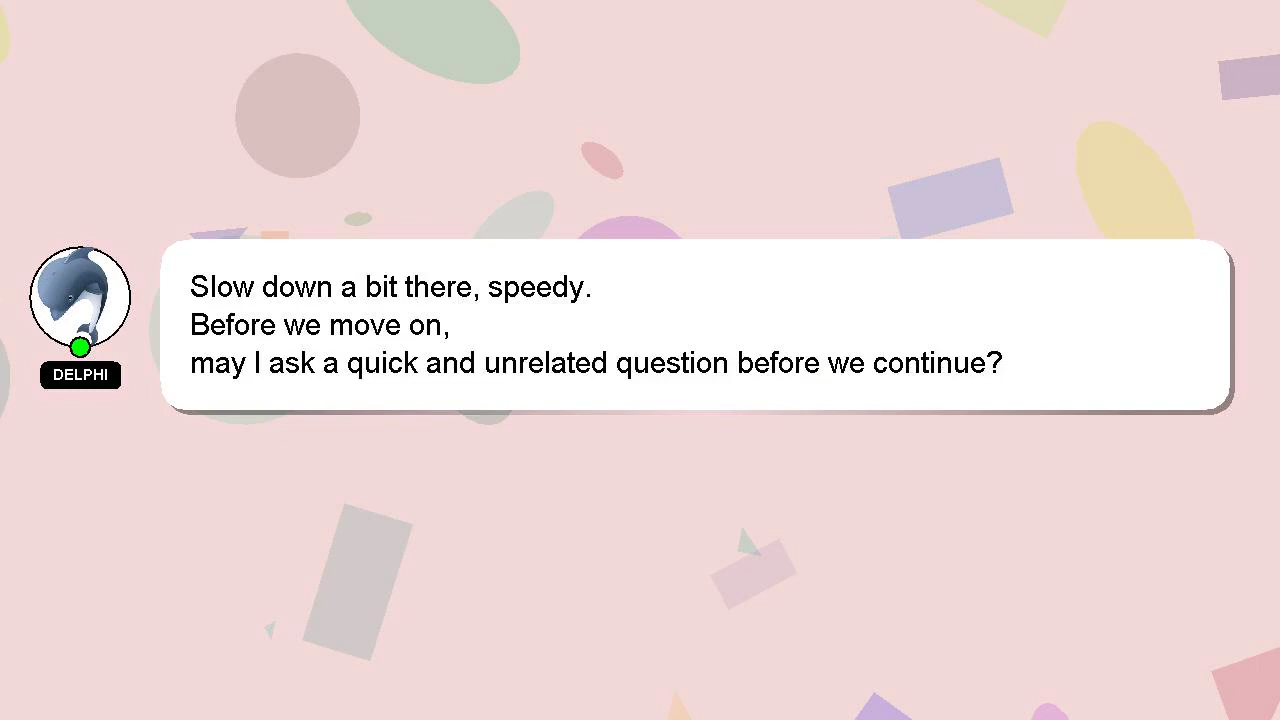 Slow down a bit there, speedy.
Before we move on,
may I ask a quick and unrelated question before we continue?
DELPHI